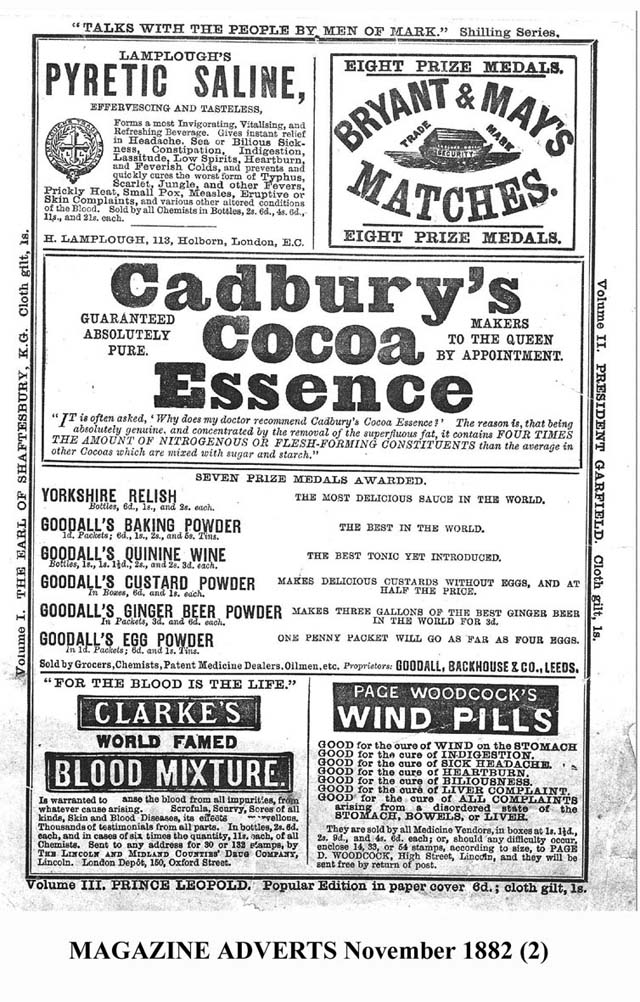 "TALKS WITH THE PEOPLE BY MEN OF MARK." Shilling Series.
LAMPLOUGH'S
PYRETIC SALINE,
EFFERVESCING AND TASTELESS,
Forms a most Invigorating, Vitalising, and
Refreshing Beverage. Gives instant relief
in Headache. Sea or Bilious Sick-
ness, Constipation, Indigestion,
Lassitude, Low Spirits, Heartburn,
and Feverish Colds, and prevents and
quickly cures the worst form of Typhus,
Scarlet, Jungle, and other Fevers,
Prickly Heat, Small Pox, Measles, Eruptive or
Skin Complaints, and various other altered conditions
of the Blood. Sold by all Chemists in Bottles, 2s. 6d., 4s. 6d.,
11s., and 21s. each.
H. LAMPLOUGH, 113, Holborn, London, E.C.
EIGHT PRIZE MEDALS.
BRYANT & MAY'S
TRADE MARK
SECURITY
MATCHES.
EIGHT PRIZE MEDALS.
Cadbury's
GUARANTEED
ABSOLUTELY
PURE.
Cocoa
MAKERS
TO THE QUEEN
BY APPOINTMENT.
Essence
"IT is often asked, 'Why does my doctor recommend Cadbury's Cocoa Essence?' The reason is, that being
absolutely genuine, and concentrated by the removal of the superfluous fat, it contains FOUR TIMES
THE AMOUNT OF NITROGENOUS OR FLESH-FORMING CONSTITUENTS than the average in
other Cocoas which are mixed with sugar and starch."
SEVEN PRIZE MEDALS AWARDED.
YORKSHIRE RELISH THE MOST DELICIOUS SAUCE IN THE WORLD.
Bottles, 6d., 1s., and 2s. each.
GOODALL'S BAKING POWDER THE BEST IN THE WORLD.
1d. Packets; 6d., 1s., 2s., and 5s. Tins.
GOODALL'S QUININE WINE THE BEST TONIC YET INTRODUCED.
Bottles, 1s., 1s. 1½d., 2s., and 2s. 3d. each.
GOODALL'S CUSTARD POWDER MAKES DELICIOUS CUSTARDS WITHOUT EGGS, AND AT
In Boxes, 6d. and 1s. each. HALF THE PRICE.
GOODALL'S GINGER BEER POWDER MAKES THREE GALLONS OF THE BEST GINGER BEER
In Packets, 3d. and 6d. each. IN THE WORLD FOR 3d.
GOODALL'S EGG POWDER ONE PENNY PACKET WILL GO AS FAR AS FOUR EGGS.
In 1d. Packets; 6d. and 1s. Tins.
Sold by Grocers, Chemists, Patent Medicine Dealers, Oilmen, etc. Proprietors: GOODALL, BACKHOUSE & CO., LEEDS.
"FOR THE BLOOD IS THE LIFE."
CLARKE'S
WORLD FAMED
BLOOD MIXTURE.
Is warranted to anse the blood from all impurities, from
whatever cause arising. Scrofula, Scurvy, Sores of all
kinds, Skin and Blood Diseases, its effects vellous.
Thousands of testimonials from all parts. In bottles, 2s. 6d.
each, and in cases of six times the quantity, 11s. each, of all
Chemists. Sent to any address for 30 or 132 stamps, by
THE LINCOLN AND MIDLAND COUNTIES' DRUG COMPANY,
Lincoln. London Depôt, 150, Oxford Street.
PAGE WOODCOCK'S
WIND PILLS
GOOD for the cure of WIND on the STOMACH
GOOD for the cure of INDIGESTION.
GOOD for the cure of SICK HEADACHE.
GOOD for the cure of HEARTBURN.
GOOD for the cure of BILIOUSNESS.
GOOD for the cure of LIVER COMPLAINT.
GOOD for the cure of ALL COMPLAINTS
arising from a disordered state of the
STOMACH, BOWELS, or LIVER.
They are sold by all Medicine Vendors, in boxes at 1s. 1½d.,
2s. 9d., and 4s. 6d. each; or, should any difficulty occur,
enclose 14, 33, or 54 stamps, according to size, to PAGE
D. WOODCOCK, High Street, Lincoln, and they will be
sent free by return of post.
Volume I. THE EARL OF SHAFTESBURY, K.G. Cloth gilt, 1s.
Volume II. PRESIDENT GARFIELD. Cloth gilt, 1s.
Volume III. PRINCE LEOPOLD. Popular Edition in paper cover 6d.; cloth gilt, 1s.
MAGAZINE ADVERTS November 1882 (2)